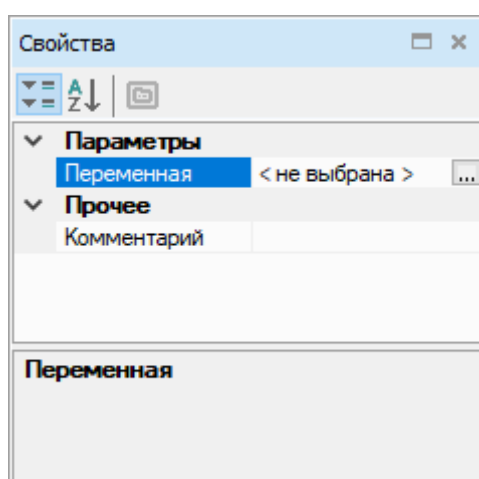 Свойства
Параметры
Переменная < не выбрана > ...
Прочее
Комментарий
Переменная